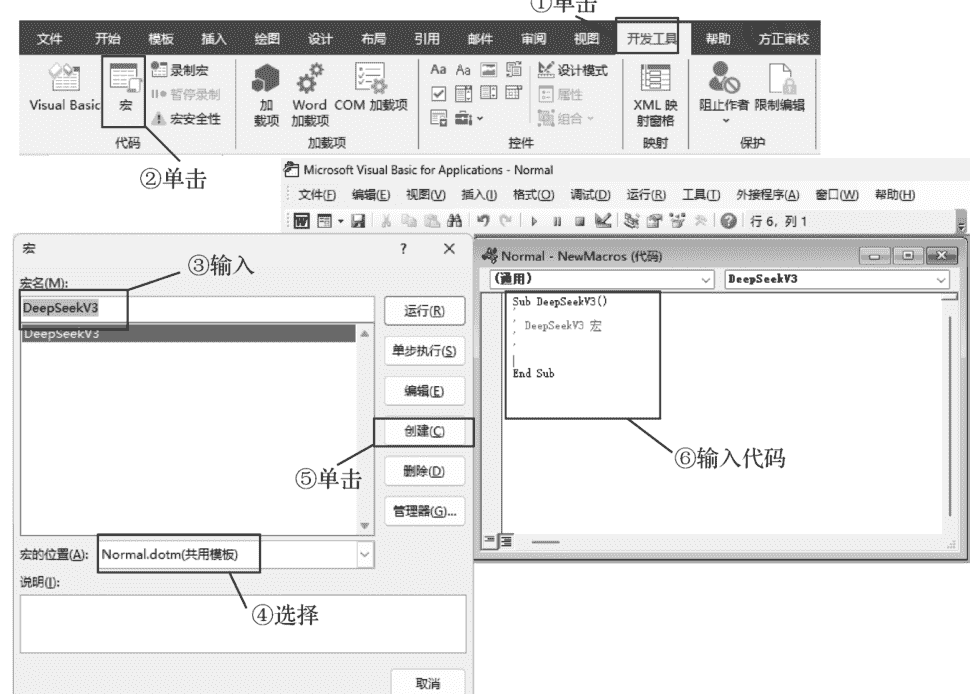 ①单击
文件 开始 模板 插入 绘图 设计 布局 引用 邮件 审阅 视图 开发工具 帮助 方正审校
Visual Basic 宏 录制宏 暂停录制 宏安全性 加载项 Word 加载项 COM 加载项 Aa Aa 设计模式 属性 组合 XML 映射窗格 阻止作者 限制编辑
代码 加载项 控件 映射 保护
②单击
Microsoft Visual Basic for Applications - Normal
文件(F) 编辑(E) 视图(V) 插入(I) 格式(O) 调试(D) 运行(R) 工具(T) 外接程序(A) 窗口(W) 帮助(H)
行 6, 列 1
宏 ? ×
③输入
宏名(M):
DeepSeekV3
DeepSeekV3
运行(R)
单步执行(S)
编辑(E)
创建(C)
⑤单击
删除(D)
管理器(G)...
宏的位置(A): Normal.dotm(共用模板)
说明(I):
④选择
取消
Normal - NewMacros (代码)
(通用) DeepSeekV3
Sub DeepSeekV3()
'
' DeepSeekV3 宏
'
'
End Sub
⑥输入代码